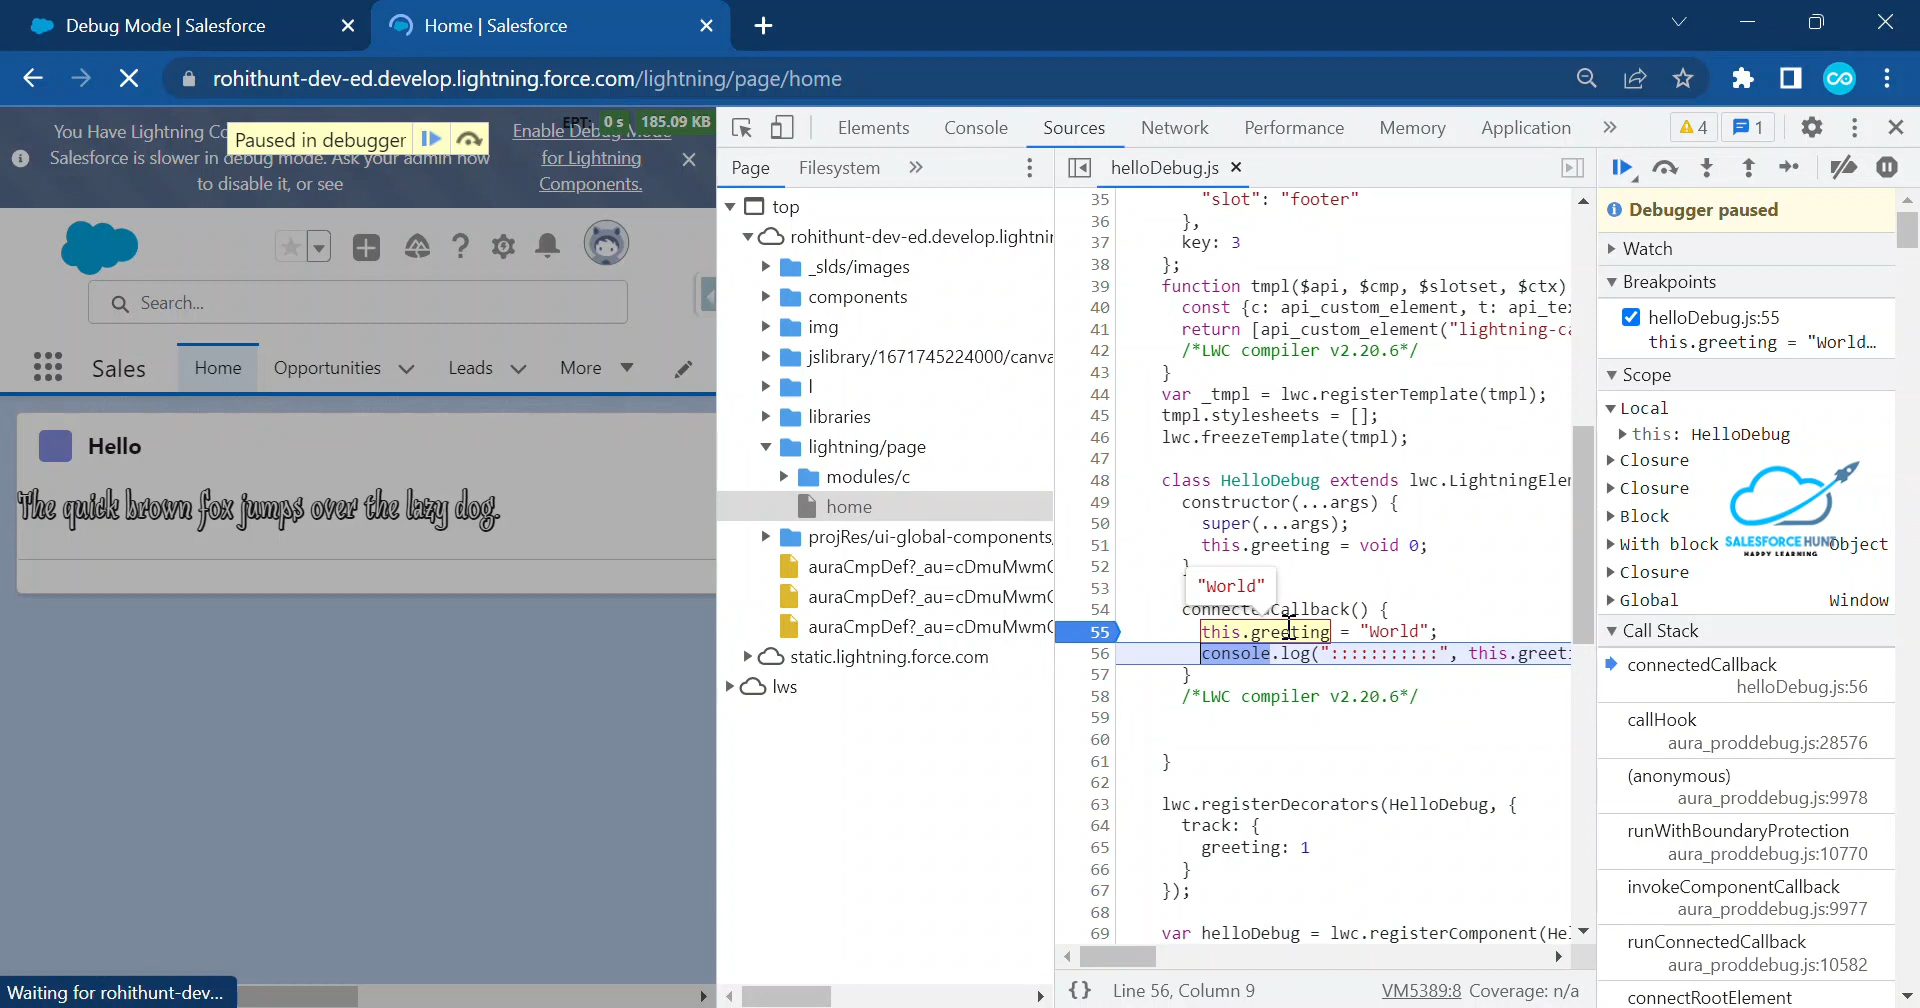 Debug Mode | Salesforce
Home | Salesforce
rohithunt-dev-ed.develop.lightning.force.com/lightning/page/home
EPT: 0 s 185.09 KB
Paused in debugger
You Have Lightning Co
Salesforce is slower in debug mode. Ask your admin how
to disable it, or see
Enable Debug Mode
for Lightning
Components.
Search...
Sales
Home
Opportunities
Leads
More
Hello
The quick brown fox jumps over the lazy dog.
Waiting for rohithunt-dev...
Elements
Console
Sources
Network
Performance
Memory
Application
4
1
Page
Filesystem
top
rohithunt-dev-ed.develop.lightnin
_slds/images
components
img
jslibrary/1671745224000/canva
l
libraries
lightning/page
modules/c
home
projRes/ui-global-components
auraCmpDef?_au=cDmuMwmC
auraCmpDef?_au=cDmuMwmC
auraCmpDef?_au=cDmuMwmC
static.lightning.force.com
lws
helloDebug.js
35 "slot": "footer"
36 },
37 key: 3
38 };
39 function tmpl($api, $cmp, $slotset, $ctx)
40 const {c: api_custom_element, t: api_tex
41 return [api_custom_element("lightning-ca
42 /*LWC compiler v2.20.6*/
43 }
44 var _tmpl = lwc.registerTemplate(tmpl);
45 tmpl.stylesheets = [];
46 lwc.freezeTemplate(tmpl);
47
48 class HelloDebug extends lwc.LightningElem
49 constructor(...args) {
50 super(...args);
51 this.greeting = void 0;
52 }
53 "World"
54 connectedCallback() {
55 this.greeting = "World";
56 console.log(":::::::::::", this.greeti
57 }
58 /*LWC compiler v2.20.6*/
59
60
61 }
62
63 lwc.registerDecorators(HelloDebug, {
64 track: {
65 greeting: 1
66 }
67 });
68
69 var helloDebug = lwc.registerComponent(Hel
{} Line 56, Column 9
VM5389:8 Coverage: n/a
Debugger paused
Watch
Breakpoints
helloDebug.js:55
this.greeting = "World…
Scope
Local
this: HelloDebug
Closure
Closure
Block
With block Object
Closure
Global Window
SALESFORCE HUNT
HAPPY LEARNING
Call Stack
connectedCallback
helloDebug.js:56
callHook
aura_proddebug.js:28576
(anonymous)
aura_proddebug.js:9978
runWithBoundaryProtection
aura_proddebug.js:10770
invokeComponentCallback
aura_proddebug.js:9977
runConnectedCallback
aura_proddebug.js:10582
connectRootElement